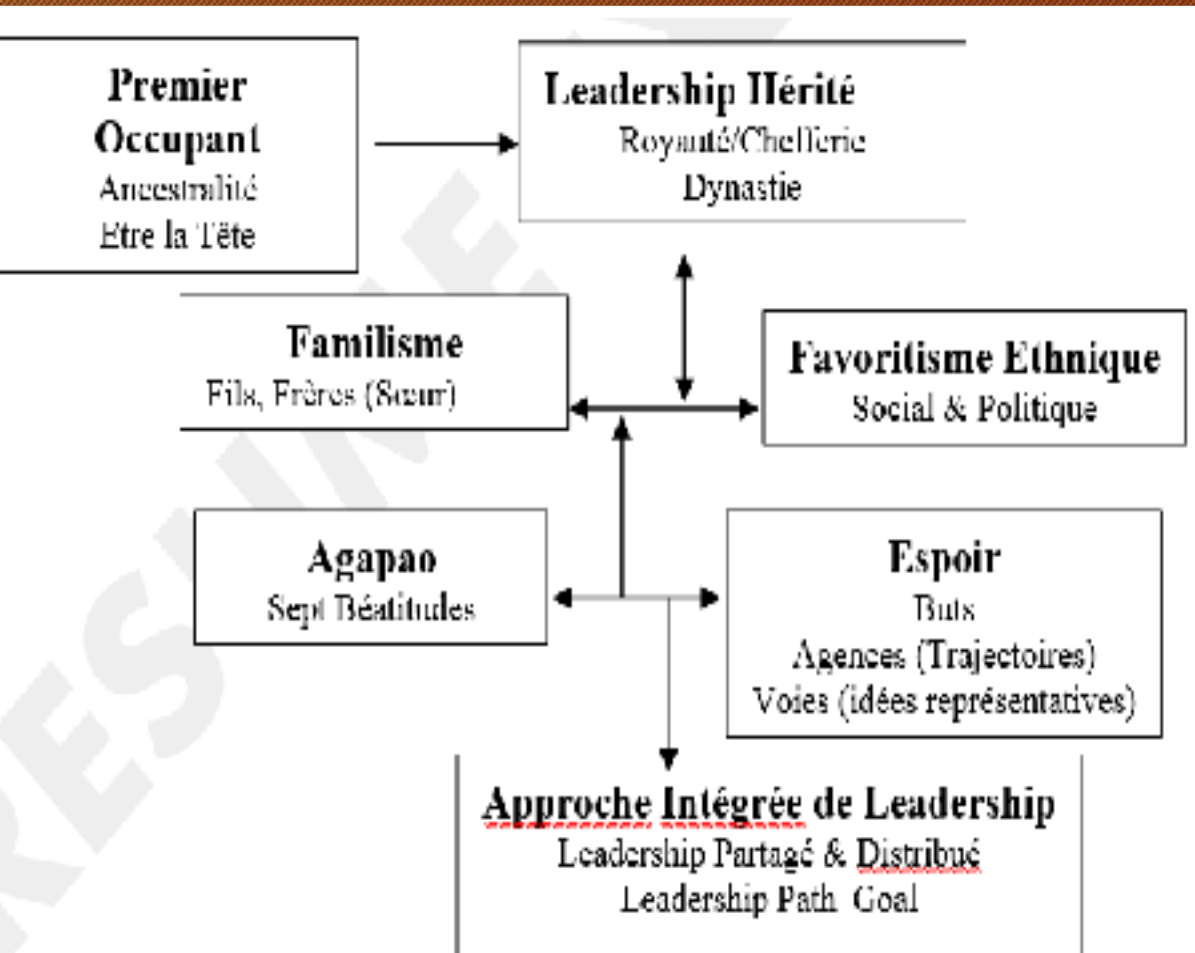 Premier
Occupant
Ancestralité
Etre la Tête
Leadership Hérité
Royauté/Chefferie
Dynastie
Familisme
Fils, Frères (Sœur)
Favoritisme Ethnique
Social & Politique
Agapao
Sept Béatitudes
Espoir
Buts
Agences (Trajectoires)
Voies (idées représentatives)
Approche Intégrée de Leadership
Leadership Partagé & Distribué
Leadership Path Goal